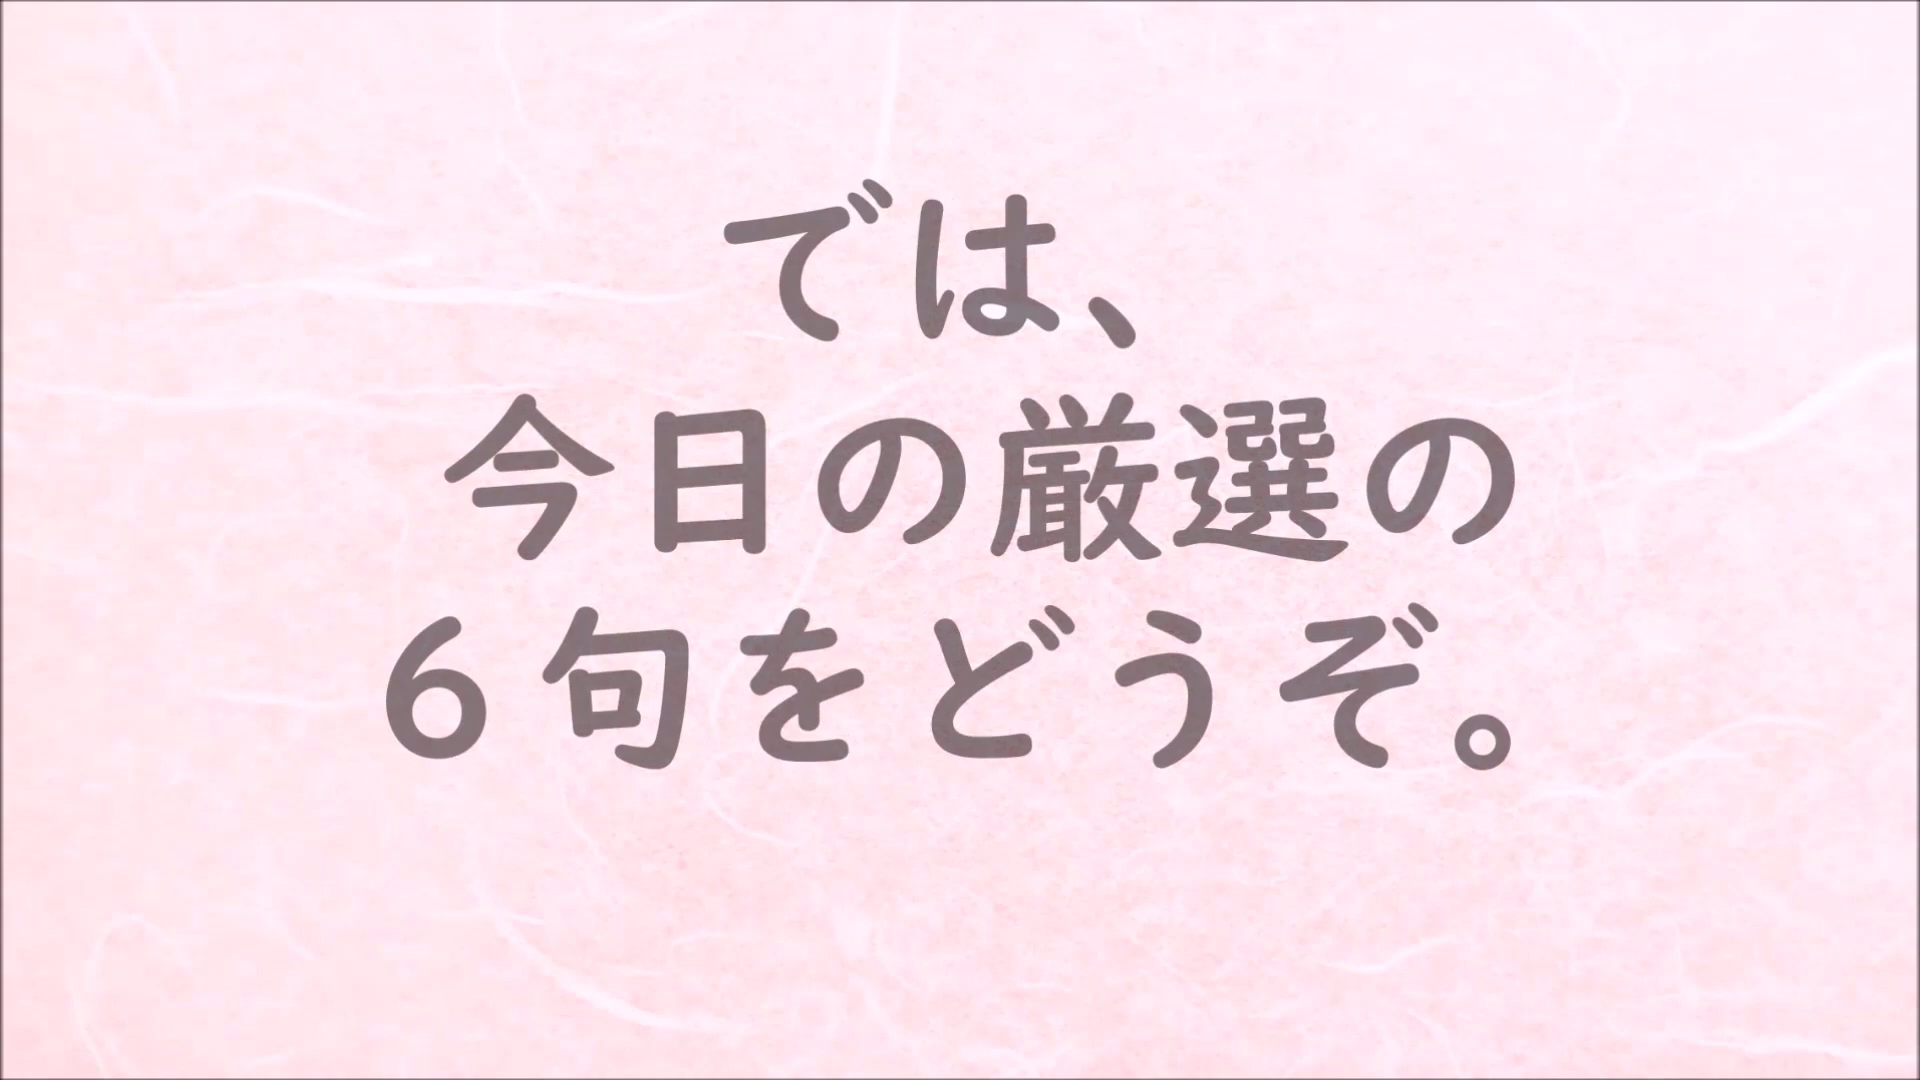 では、
今日の厳選の
６句をどうぞ。